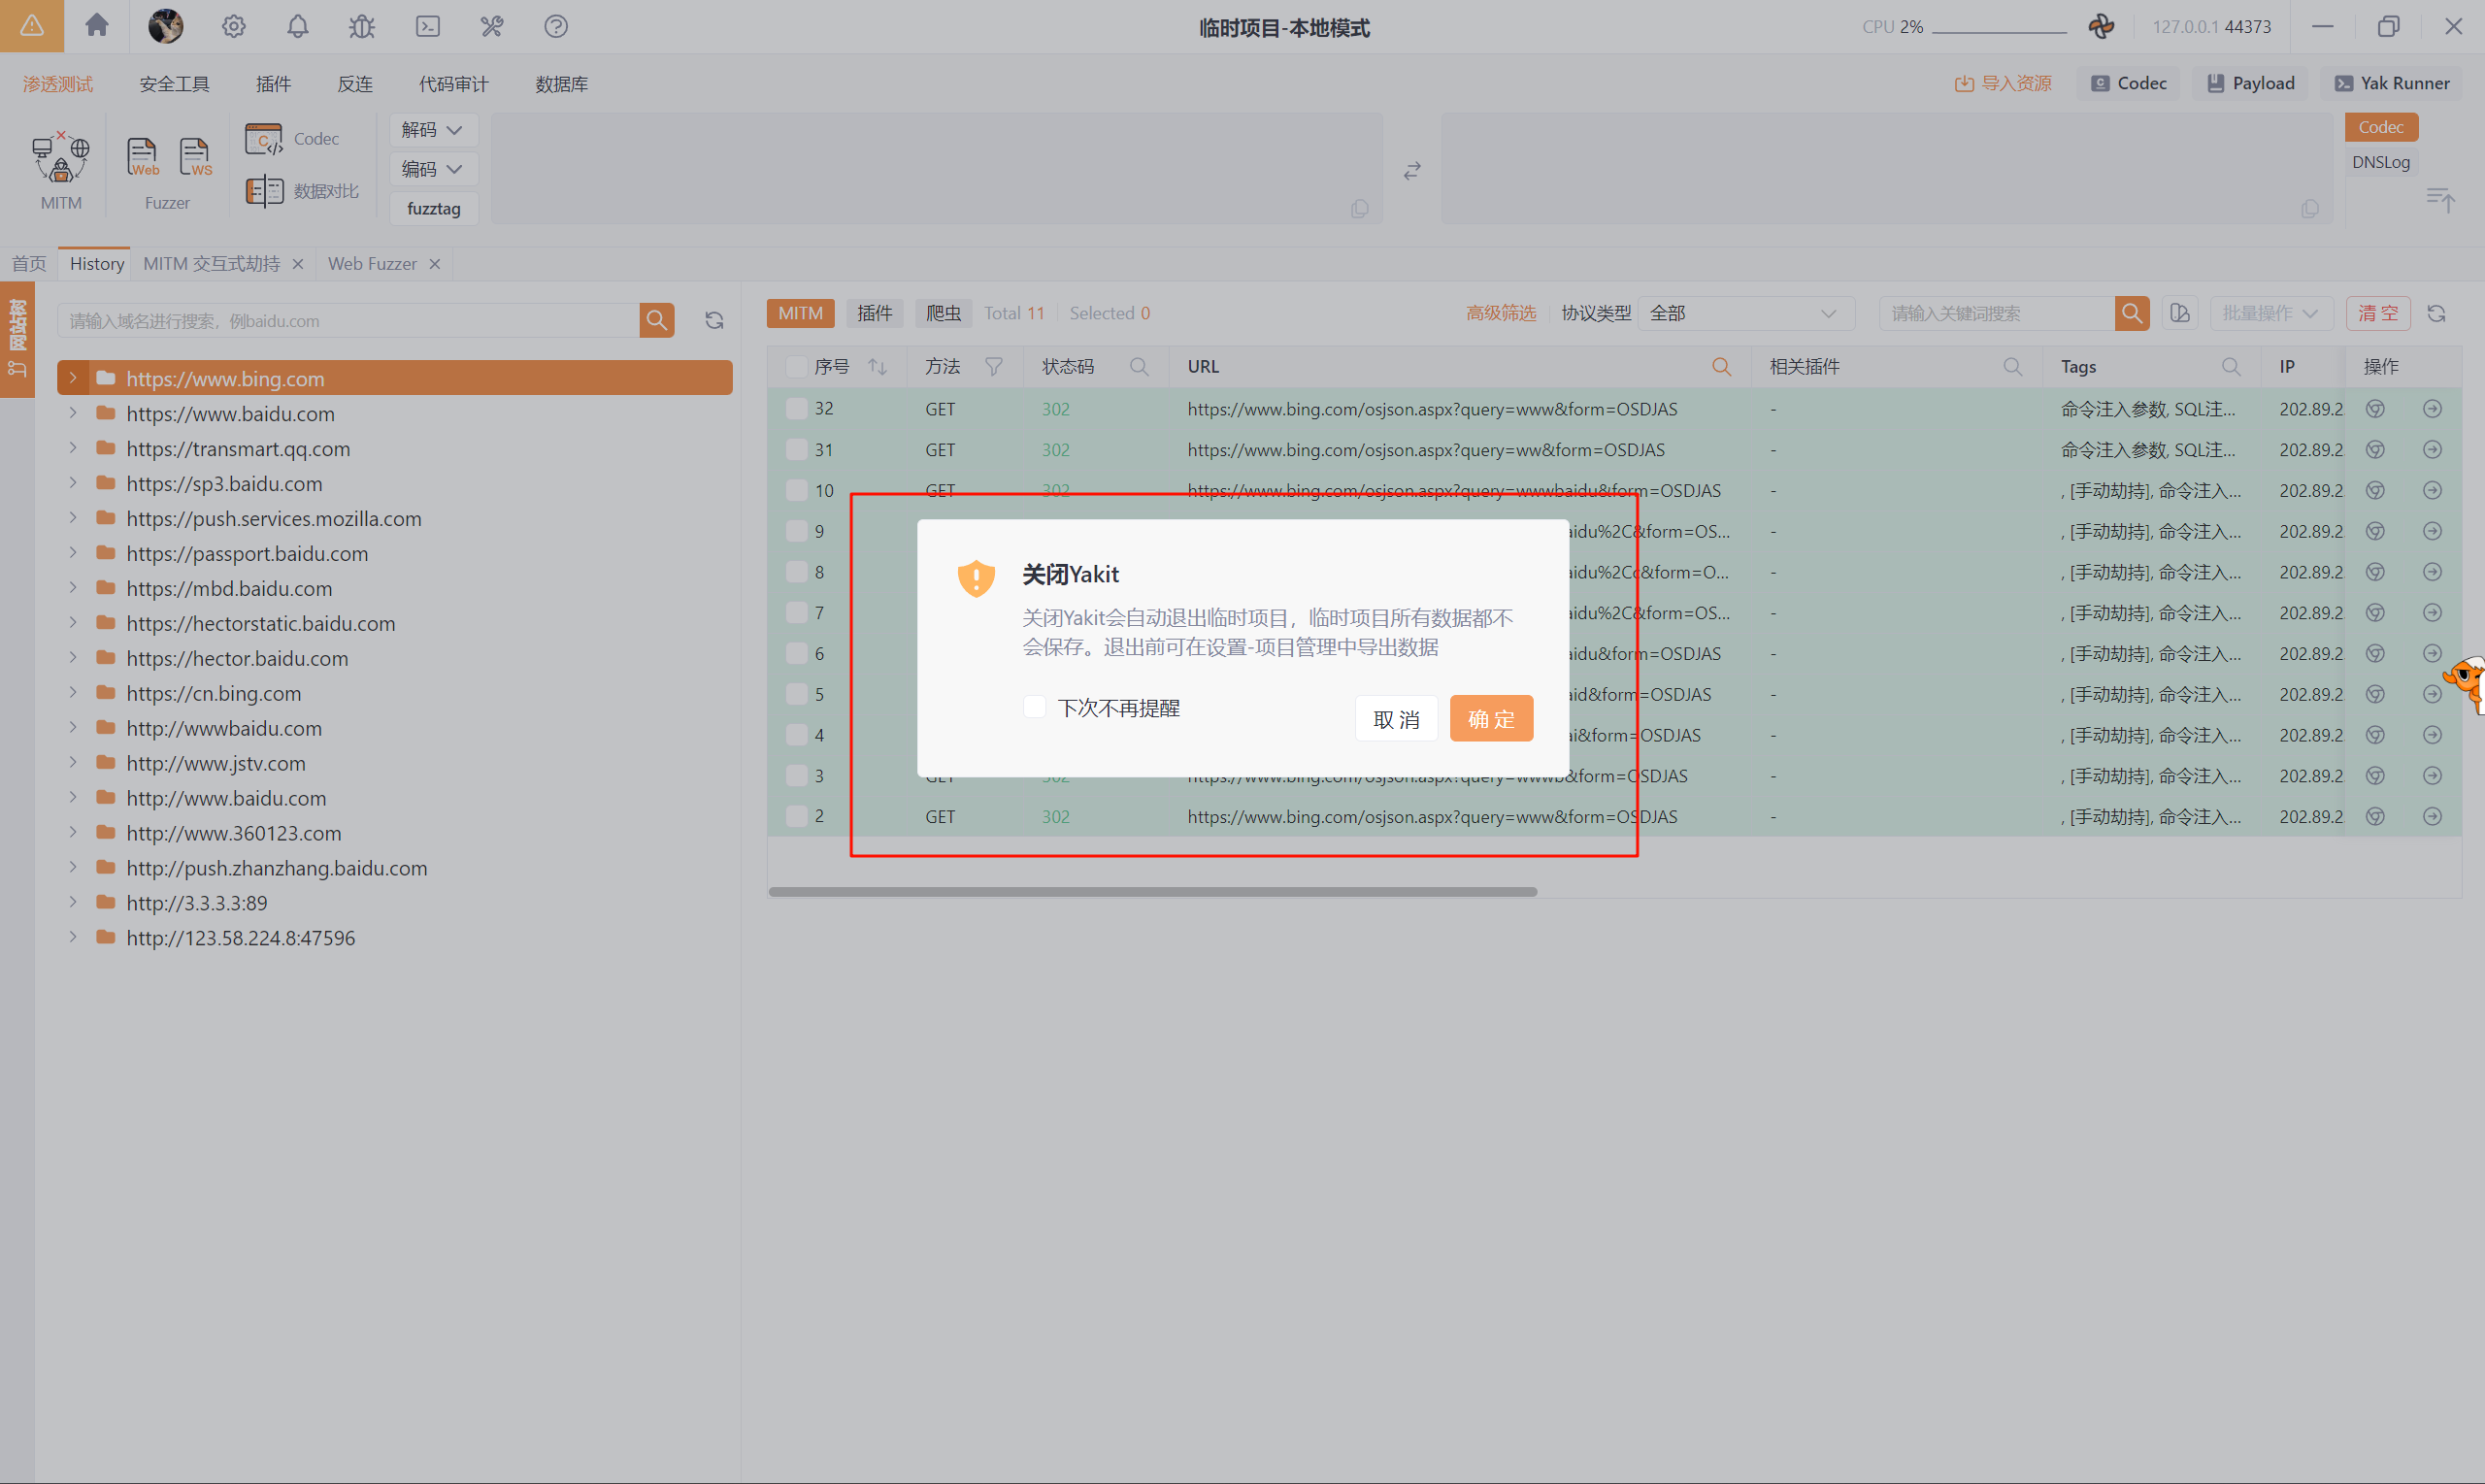 临时项目-本地模式
CPU 2%
127.0.0.1 44373
渗透测试 安全工具 插件 反连 代码审计 数据库
导入资源 Codec Payload Yak Runner
MITM
Web WS
Fuzzer
Codec
数据对比
解码
编码
fuzztag
Codec
DNSLog
首页 History MITM 交互式劫持 Web Fuzzer
网站树图
请输入域名进行搜索，例baidu.com
https://www.bing.com
https://www.baidu.com
https://transmart.qq.com
https://sp3.baidu.com
https://push.services.mozilla.com
https://passport.baidu.com
https://mbd.baidu.com
https://hectorstatic.baidu.com
https://hector.baidu.com
https://cn.bing.com
http://wwwbaidu.com
http://www.jstv.com
http://www.baidu.com
http://www.360123.com
http://push.zhanzhang.baidu.com
http://3.3.3.3:89
http://123.58.224.8:47596
MITM 插件 爬虫 Total 11 Selected 0 高级筛选 协议类型 全部 请输入关键词搜索 批量操作 清 空
序号 方法 状态码 URL 相关插件 Tags IP 操作
32 GET 302 https://www.bing.com/osjson.aspx?query=www&form=OSDJAS - 命令注入参数, SQL注... 202.89.2
31 GET 302 https://www.bing.com/osjson.aspx?query=ww&form=OSDJAS - 命令注入参数, SQL注... 202.89.2
10 GET 302 https://www.bing.com/osjson.aspx?query=wwwbaidu&form=OSDJAS - , [手动劫持], 命令注入... 202.89.2
9 aidu%2C&form=OS... - , [手动劫持], 命令注入... 202.89.2
8 aidu%2Cc&form=O... - , [手动劫持], 命令注入... 202.89.2
7 aidu%2C&form=OS... - , [手动劫持], 命令注入... 202.89.2
6 aidu&form=OSDJAS - , [手动劫持], 命令注入... 202.89.2
5 aid&form=OSDJAS - , [手动劫持], 命令注入... 202.89.2
4 ai&form=OSDJAS - , [手动劫持], 命令注入... 202.89.2
3 GET 302 https://www.bing.com/osjson.aspx?query=wwwb&form=OSDJAS - , [手动劫持], 命令注入... 202.89.2
2 GET 302 https://www.bing.com/osjson.aspx?query=www&form=OSDJAS - , [手动劫持], 命令注入... 202.89.2
关闭Yakit
关闭Yakit会自动退出临时项目，临时项目所有数据都不
会保存。退出前可在设置-项目管理中导出数据
下次不再提醒
取 消 确 定